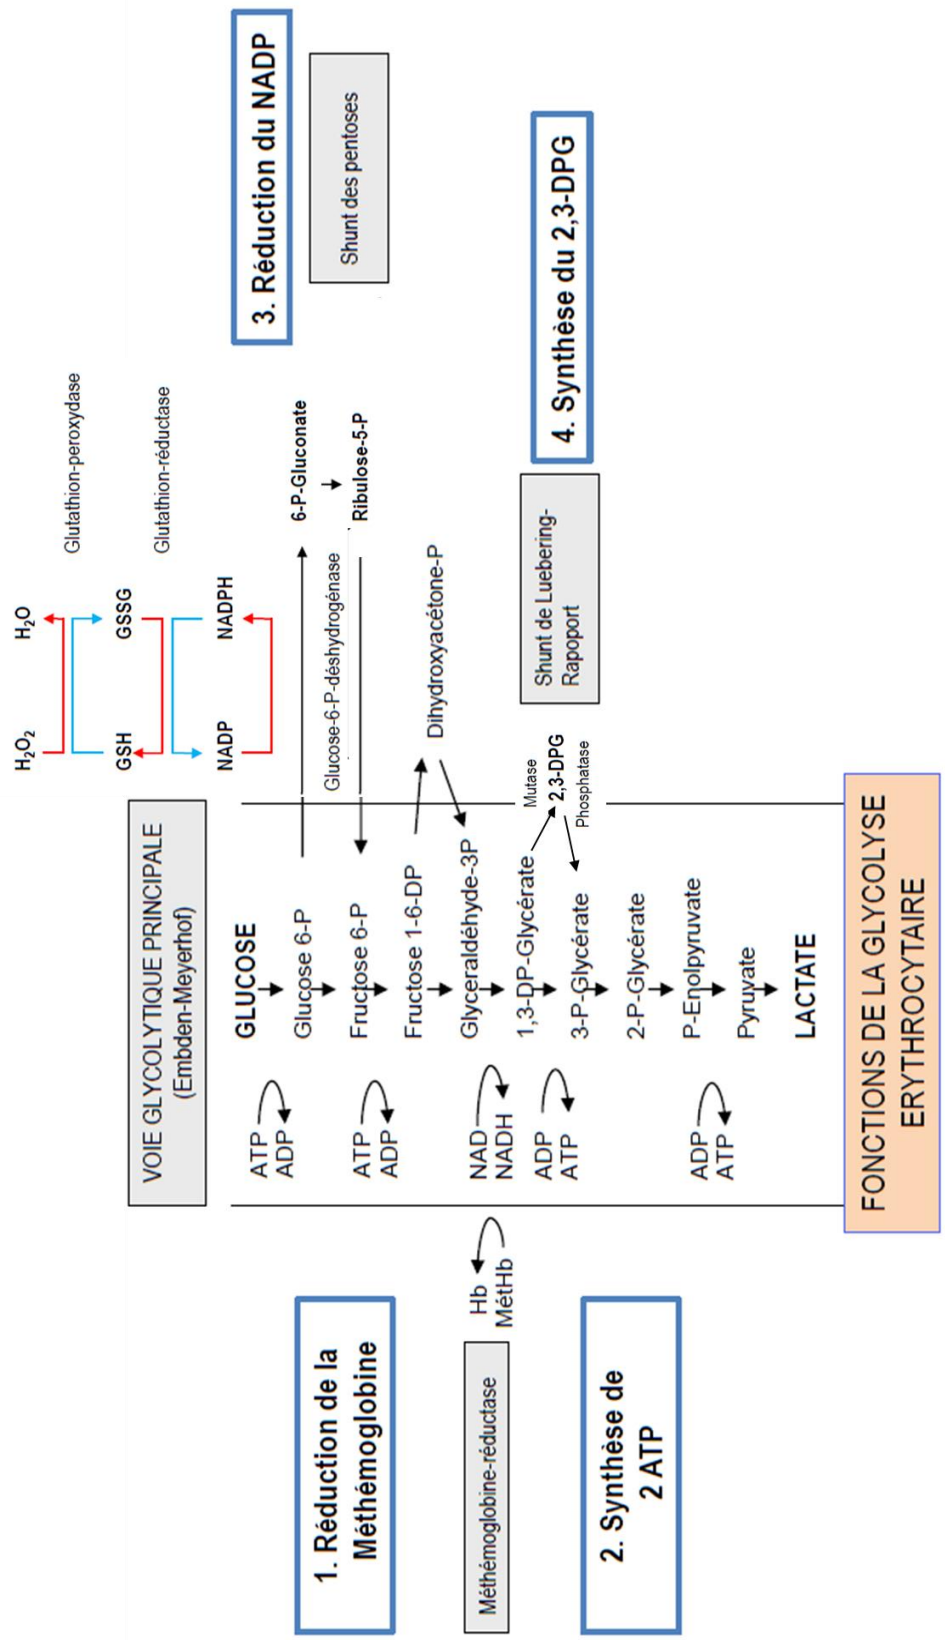 VOIE GLYCOLYTIQUE PRINCIPALE
(Embden-Meyerhof)
H₂O₂
H₂O
Glutathion-peroxydase
GSH
GSSG
Glutathion-réductase
NADP
NADPH
3. Réduction du NADP
Shunt des pentoses
GLUCOSE
ATP
ADP
Glucose 6-P
6-P-Gluconate
Glucose-6-P-déshydrogénase
ATP
ADP
Fructose 6-P
Ribulose-5-P
Fructose 1-6-DP
Dihydroxyacétone-P
1. Réduction de la
Méthémoglobine
Méthémoglobine-réductase
Hb
MétHb
NAD
NADH
Glyceraldéhyde-3P
ADP
ATP
1,3-DP-Glycérate
Mutase
2,3-DPG
Phosphatase
Shunt de Luebering-
Rapoport
4. Synthèse du 2,3-DPG
3-P-Glycérate
2-P-Glycérate
2. Synthèse de
2 ATP
ADP
ATP
P-Enolpyruvate
Pyruvate
LACTATE
FONCTIONS DE LA GLYCOLYSE
ERYTHROCYTAIRE